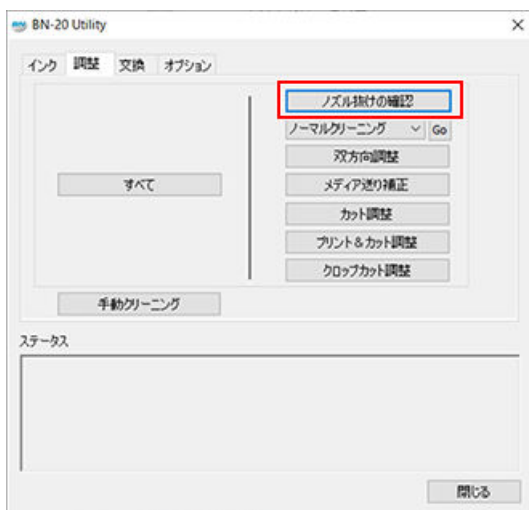 BN-20 Utility
インク 調整 交換 オプション
ノズル抜けの確認
ノーマルクリーニング Go
双方向調整
すべて
メディア送り補正
カット調整
プリント＆カット調整
クロップカット調整
手動クリーニング
ステータス
閉じる